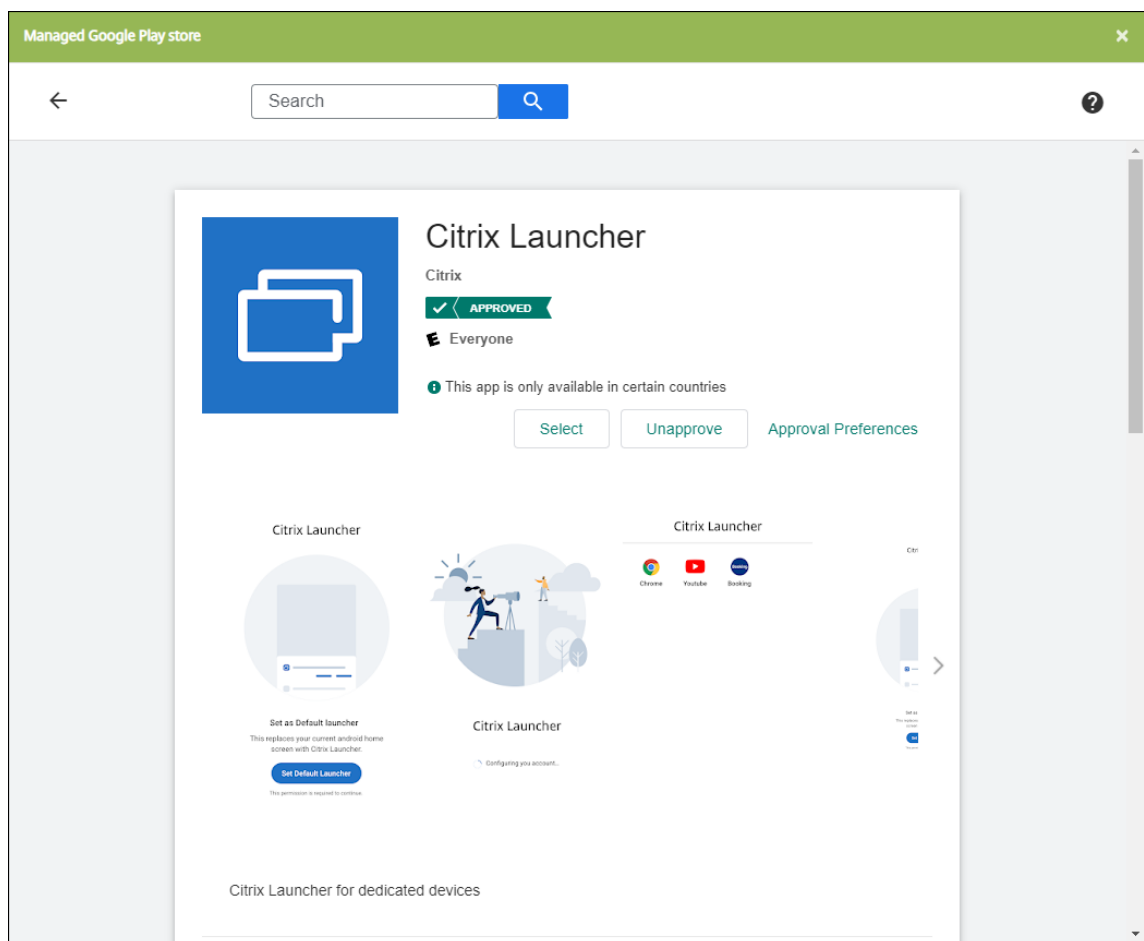 Managed Google Play store
Search
Citrix Launcher
Citrix
APPROVED
E Everyone
This app is only available in certain countries
Select Unapprove Approval Preferences
Citrix Launcher
Set as Default launcher
This replaces your current android home
screen with Citrix Launcher.
Set Default Launcher
This permission is required to continue.
Citrix Launcher
Configuring you account...
Citrix Launcher
Chrome Youtube Booking
Citrix Launcher for dedicated devices